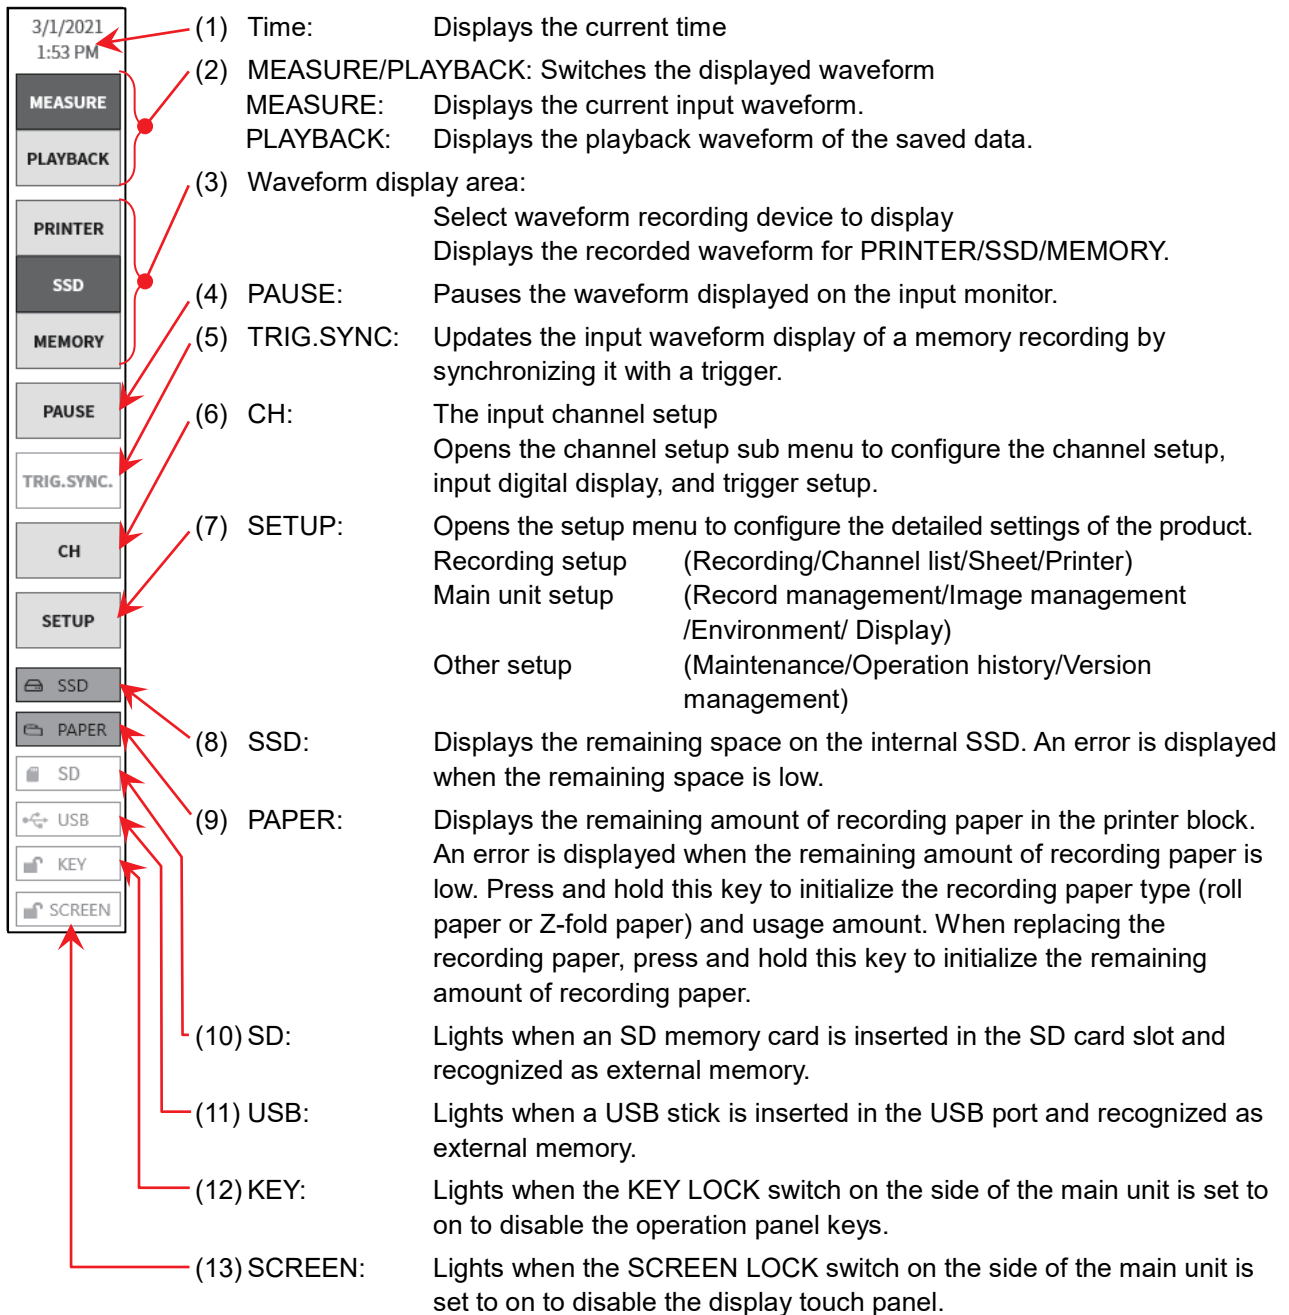 3/1/2021
1:53 PM
MEASURE
PLAYBACK
PRINTER
SSD
MEMORY
PAUSE
TRIG.SYNC.
CH
SETUP
SSD
PAPER
SD
USB
KEY
SCREEN
(1) Time: Displays the current time
(2) MEASURE/PLAYBACK: Switches the displayed waveform
MEASURE: Displays the current input waveform.
PLAYBACK: Displays the playback waveform of the saved data.
(3) Waveform display area:
Select waveform recording device to display
Displays the recorded waveform for PRINTER/SSD/MEMORY.
(4) PAUSE: Pauses the waveform displayed on the input monitor.
(5) TRIG.SYNC: Updates the input waveform display of a memory recording by
synchronizing it with a trigger.
(6) CH: The input channel setup
Opens the channel setup sub menu to configure the channel setup,
input digital display, and trigger setup.
(7) SETUP: Opens the setup menu to configure the detailed settings of the product.
Recording setup (Recording/Channel list/Sheet/Printer)
Main unit setup (Record management/Image management
/Environment/ Display)
Other setup (Maintenance/Operation history/Version
management)
(8) SSD: Displays the remaining space on the internal SSD. An error is displayed
when the remaining space is low.
(9) PAPER: Displays the remaining amount of recording paper in the printer block.
An error is displayed when the remaining amount of recording paper is
low. Press and hold this key to initialize the recording paper type (roll
paper or Z-fold paper) and usage amount. When replacing the
recording paper, press and hold this key to initialize the remaining
amount of recording paper.
(10) SD: Lights when an SD memory card is inserted in the SD card slot and
recognized as external memory.
(11) USB: Lights when a USB stick is inserted in the USB port and recognized as
external memory.
(12) KEY: Lights when the KEY LOCK switch on the side of the main unit is set to
on to disable the operation panel keys.
(13) SCREEN: Lights when the SCREEN LOCK switch on the side of the main unit is
set to on to disable the display touch panel.